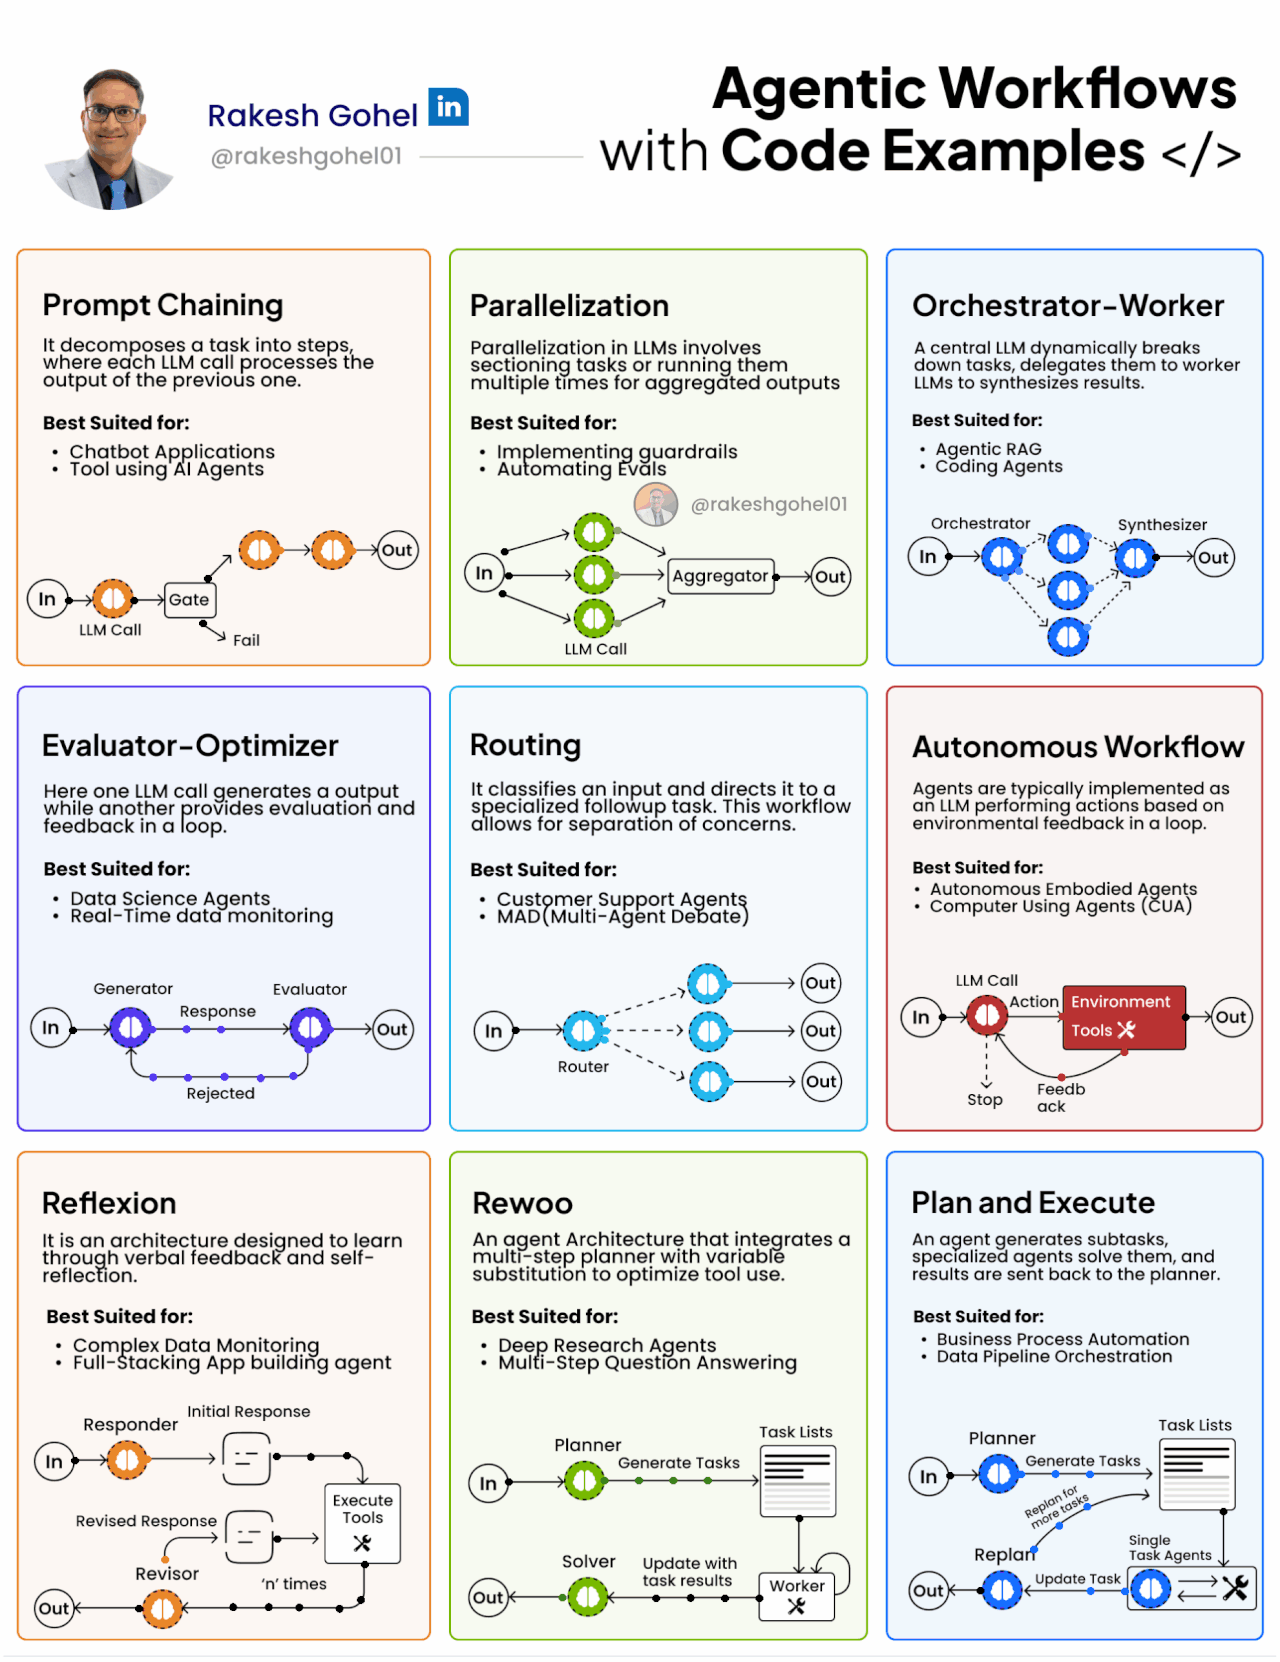 Rakesh Gohel in
@rakeshgohel01
Agentic Workflows
with Code Examples </>
Prompt Chaining
It decomposes a task into steps,
where each LLM call processes the
output of the previous one.
Best Suited for:
• Chatbot Applications
• Tool using AI Agents
In
LLM Call
Gate
Out
Fail
Parallelization
Parallelization in LLMs involves
sectioning tasks or running them
multiple times for aggregated outputs
Best Suited for:
• Implementing guardrails
• Automating Evals
@rakeshgohel01
In
Aggregator
Out
LLM Call
Orchestrator-Worker
A central LLM dynamically breaks
down tasks, delegates them to worker
LLMs to synthesizes results.
Best Suited for:
• Agentic RAG
• Coding Agents
Orchestrator
Synthesizer
In
Out
Evaluator-Optimizer
Here one LLM call generates a output
while another provides evaluation and
feedback in a loop.
Best Suited for:
• Data Science Agents
• Real-Time data monitoring
Generator
Evaluator
Response
In
Out
Rejected
Routing
It classifies an input and directs it to a
specialized followup task. This workflow
allows for separation of concerns.
Best Suited for:
• Customer Support Agents
• MAD(Multi-Agent Debate)
In
Router
Out
Out
Out
Autonomous Workflow
Agents are typically implemented as
an LLM performing actions based on
environmental feedback in a loop.
Best Suited for:
• Autonomous Embodied Agents
• Computer Using Agents (CUA)
LLM Call
In
Action
Environment
Tools
Out
Stop
Feedb
ack
Reflexion
It is an architecture designed to learn
through verbal feedback and self-
reflection.
Best Suited for:
• Complex Data Monitoring
• Full-Stacking App building agent
Responder
Initial Response
In
Execute
Tools
Revised Response
Revisor
'n' times
Out
Rewoo
An agent Architecture that integrates a
multi-step planner with variable
substitution to optimize tool use.
Best Suited for:
• Deep Research Agents
• Multi-Step Question Answering
Task Lists
Planner
Generate Tasks
In
Solver
Update with
task results
Worker
Out
Plan and Execute
An agent generates subtasks,
specialized agents solve them, and
results are sent back to the planner.
Best Suited for:
• Business Process Automation
• Data Pipeline Orchestration
Task Lists
Planner
Generate Tasks
In
Replan for
more tasks
Replan
Single
Task Agents
Update Task
Out